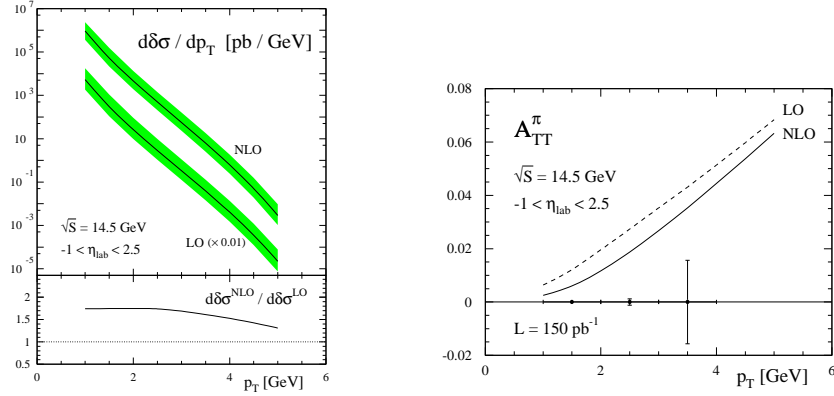 10^7
10^5
10^3
10
10^-1
10^-3
10^-5
dδσ / dp_T [pb / GeV]
NLO
√S = 14.5 GeV
-1 < η_lab < 2.5
LO (× 0.01)
2
1.5
1
0.5
dδσ^NLO / dδσ^LO
0 2 4 6
p_T [GeV]
0.08
0.06
0.04
0.02
0
-0.02
LO
NLO
A_TT^π
√S = 14.5 GeV
-1 < η_lab < 2.5
L = 150 pb^-1
0 2 4 6
p_T [GeV]